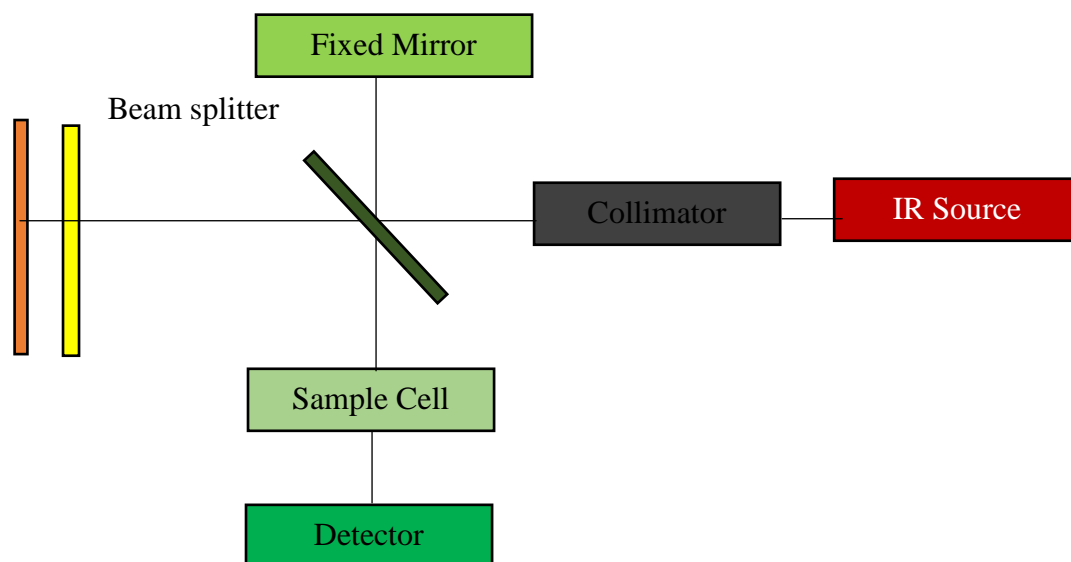 Fixed Mirror
Beam splitter
Collimator
IR Source
Sample Cell
Detector